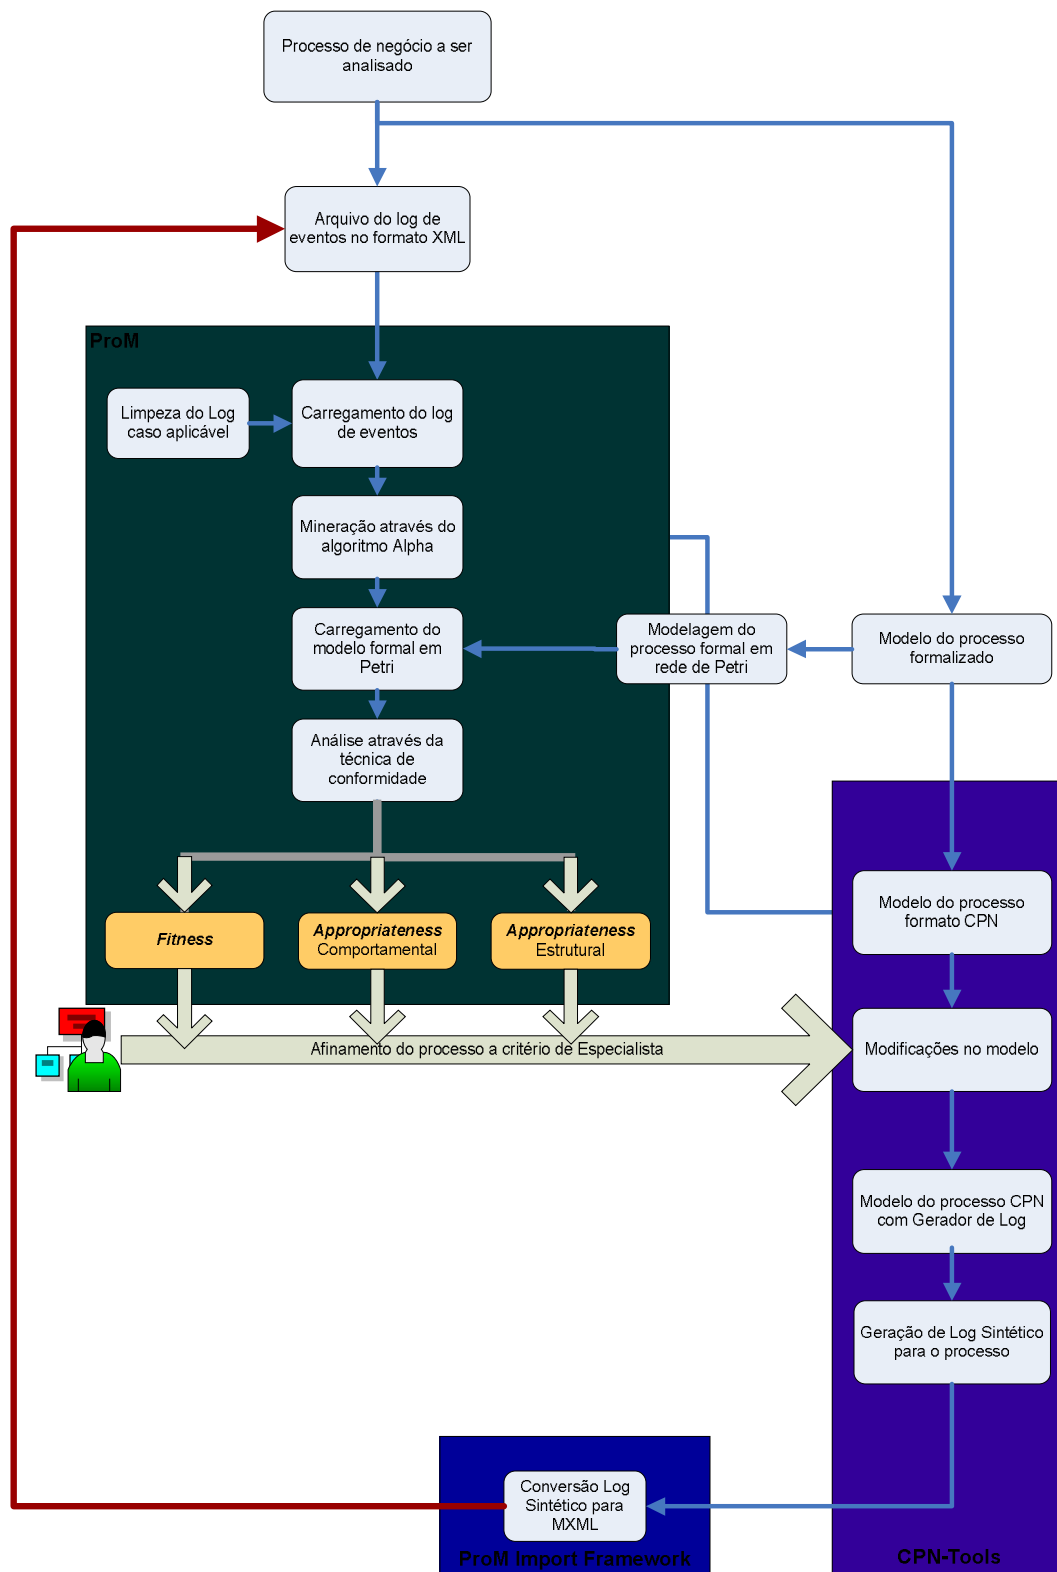 Processo de negócio a ser
analisado
Arquivo do log de
eventos no formato XML
ProM
Limpeza do Log
caso aplicável
Carregamento do log
de eventos
Mineração através do
algoritmo Alpha
Carregamento do
modelo formal em
Petri
Modelagem do
processo formal em
rede de Petri
Modelo do processo
formalizado
Análise através da
técnica de
conformidade
Fitness
Appropriateness
Comportamental
Appropriateness
Estrutural
Modelo do processo
formato CPN
Afinamento do processo a critério de Especialista
Modificações no modelo
Modelo do processo CPN
com Gerador de Log
Geração de Log Sintético
para o processo
Conversão Log
Sintético para
MXML
ProM Import Framework
CPN-Tools